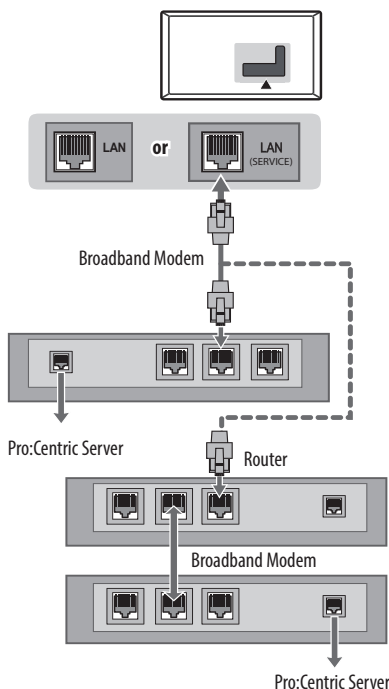 LAN
or
LAN
(SERVICE)
Broadband Modem
Pro:Centric Server
Router
Broadband Modem
Pro:Centric Server